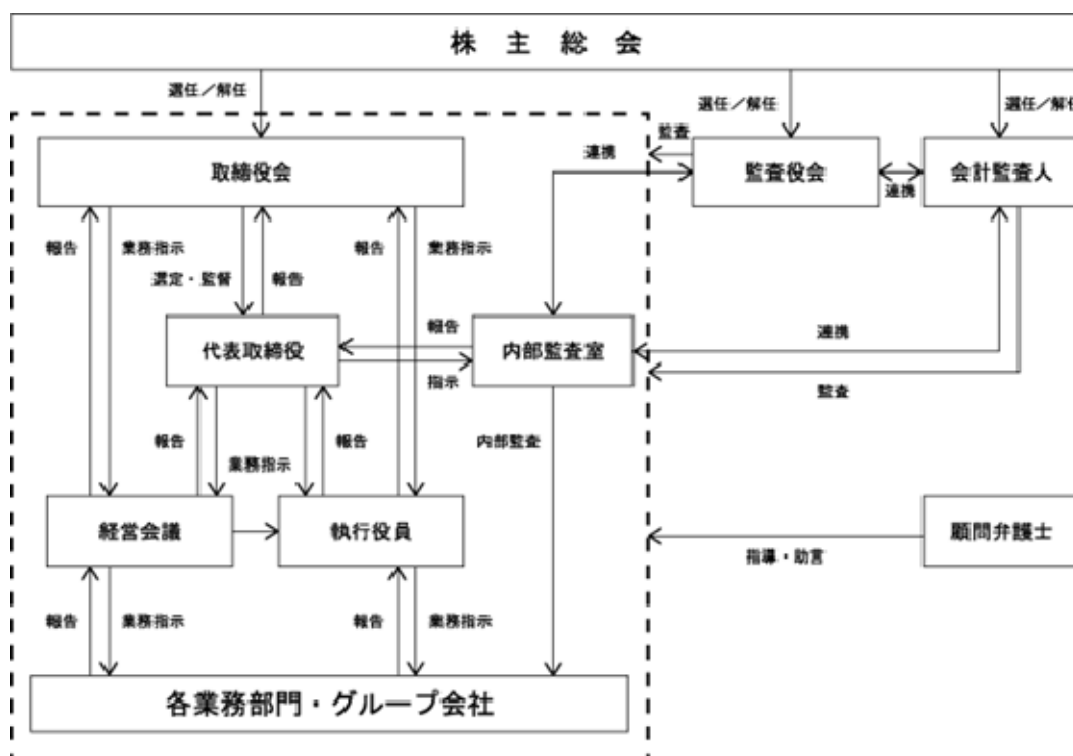 株 主 総 会
選任／解任
選任／解任
選任／解任
監査
連携
取締役会
監査役会
連携
会計監査人
報告
業務指示
選定・監督
報告
報告
業務指示
代表取締役
報告
指示
内部監査室
連携
監査
報告
業務指示
報告
内部監査
経営会議
執行役員
顧問弁護士
指導・助言
報告
業務指示
報告
業務指示
各業務部門・グループ会社